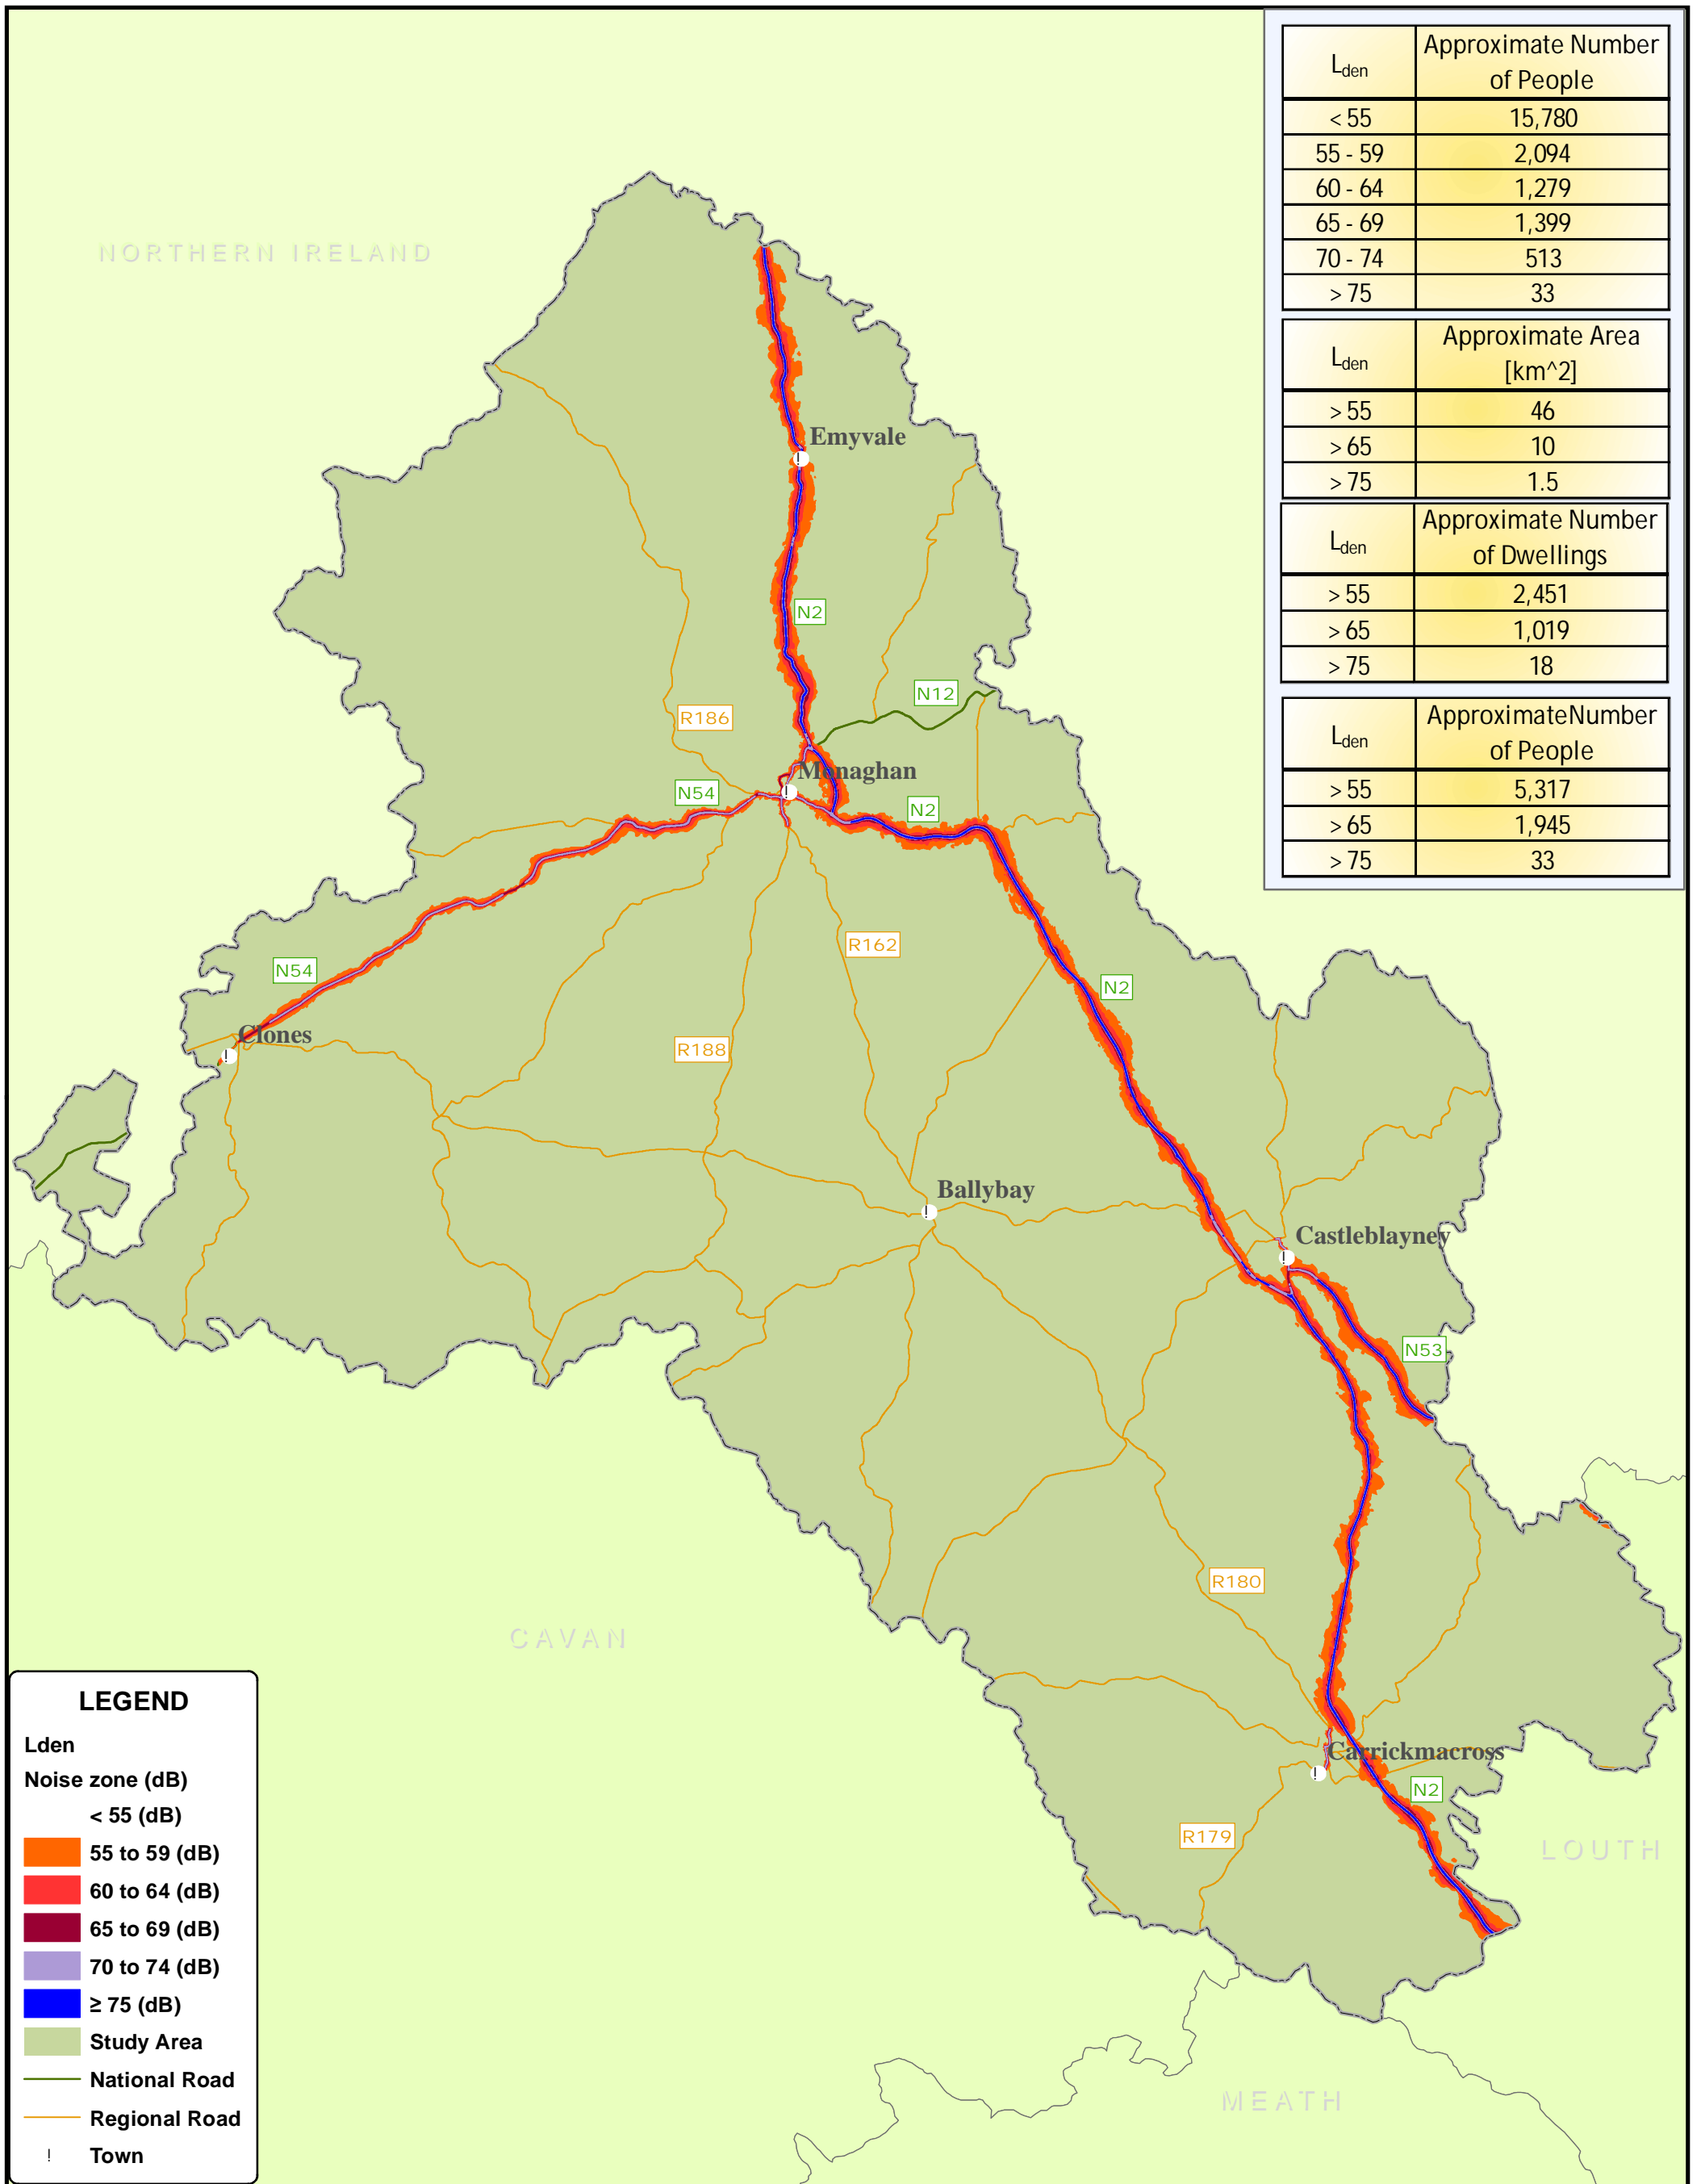 L_den Approximate Number
of People
< 55 15,780
55 - 59 2,094
60 - 64 1,279
65 - 69 1,399
70 - 74 513
> 75 33
L_den Approximate Area
[km^2]
> 55 46
> 65 10
> 75 1.5
L_den Approximate Number
of Dwellings
> 55 2,451
> 65 1,019
> 75 18
L_den ApproximateNumber
of People
> 55 5,317
> 65 1,945
> 75 33
NORTHERN IRELAND
Emyvale
N2
N12
R186
Monaghan
N54
N2
R162
N54
N2
Clones
R188
Ballybay
Castleblayney
N53
R180
CAVAN
Carrickmacross
N2
R179
LOUTH
MEATH
LEGEND
Lden
Noise zone (dB)
< 55 (dB)
55 to 59 (dB)
60 to 64 (dB)
65 to 69 (dB)
70 to 74 (dB)
≥ 75 (dB)
Study Area
National Road
Regional Road
! Town